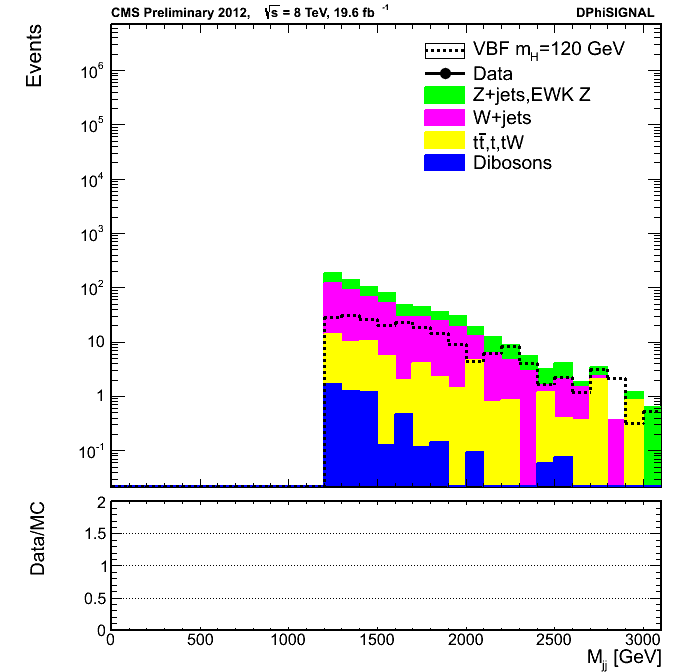 CMS Preliminary 2012, √s = 8 TeV, 19.6 fb⁻¹ DPhiSIGNAL
Events
VBF m_H=120 GeV
Data
Z+jets,EWK Z
W+jets
tt̄,t,tW
Dibosons
10⁶
10⁵
10⁴
10³
10²
10
1
10⁻¹
Data/MC
2
1.5
1
0.5
0
0 500 1000 1500 2000 2500 3000
M_jj [GeV]